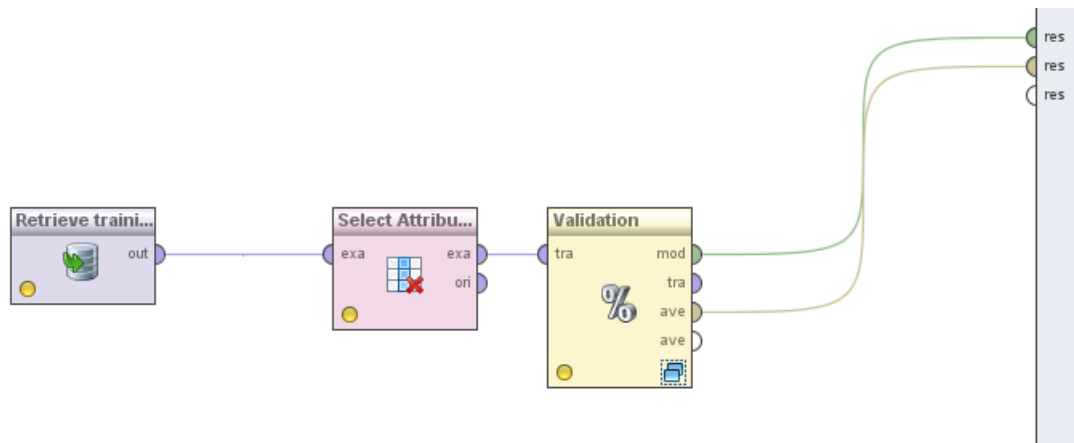 res
res
res
Retrieve traini...
out
Select Attribu...
exa
exa
ori
Validation
tra
mod
tra
ave
ave
%